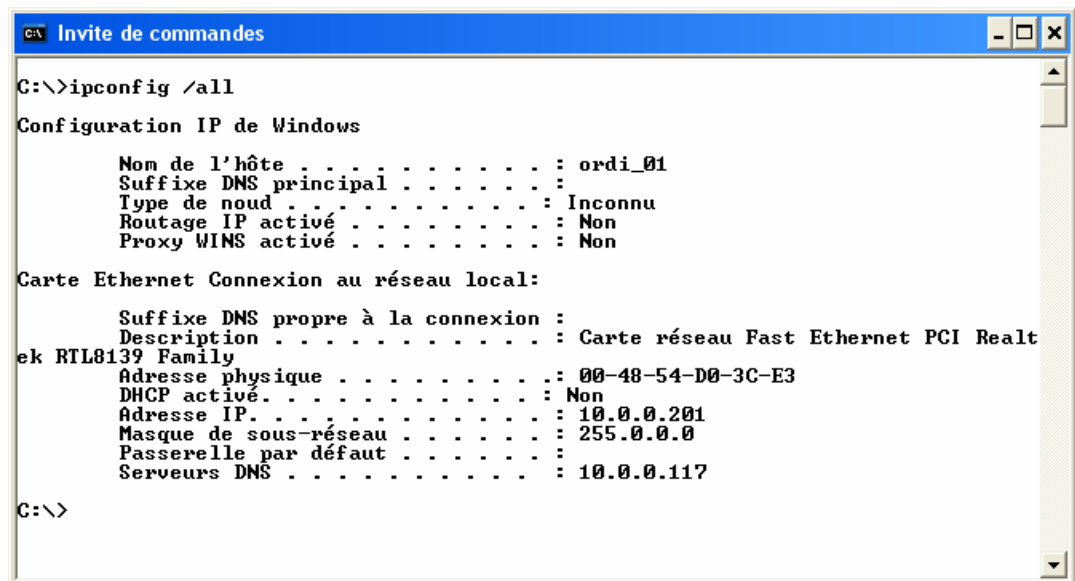 Invite de commandes
C:\>ipconfig /all
Configuration IP de Windows
Nom de l'hôte . . . . . . . . . . : ordi_01
Suffixe DNS principal . . . . . . :
Type de noud . . . . . . . . . . : Inconnu
Routage IP activé . . . . . . . . : Non
Proxy WINS activé . . . . . . . . : Non
Carte Ethernet Connexion au réseau local:
Suffixe DNS propre à la connexion :
Description . . . . . . . . . . . : Carte réseau Fast Ethernet PCI Realt
ek RTL8139 Family
Adresse physique . . . . . . . . .: 00-48-54-D0-3C-E3
DHCP activé. . . . . . . . . . . : Non
Adresse IP. . . . . . . . . . . . : 10.0.0.201
Masque de sous-réseau . . . . . . : 255.0.0.0
Passerelle par défaut . . . . . . :
Serveurs DNS . . . . . . . . . . : 10.0.0.117
C:\>